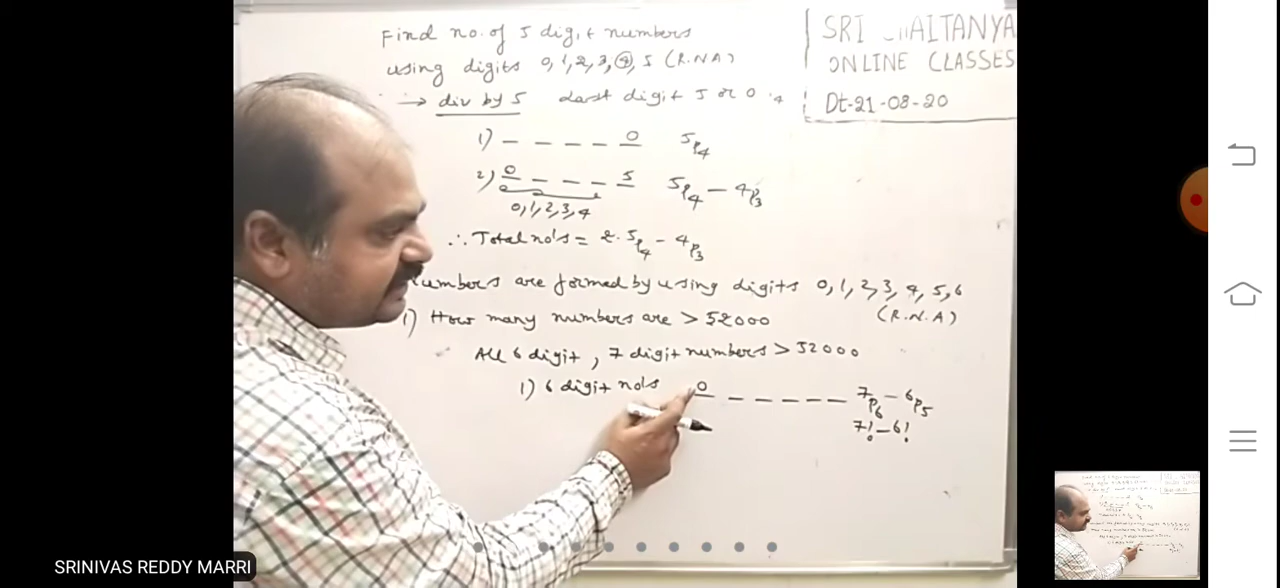 Find no. of 5 digit numbers
using digits 0, 1, 2, 3, 4, 5 (R.N.A)
→ div by 5 Last digit 5 or 0
1) _ _ _ _ 0 5P4
2) 0 _ _ _ 5 5P4 - 4P3
0, 1, 2, 3, 4
∴ Total no's = 2. 5P4 - 4P3
umbers are formed by using digits 0, 1, 2, 3, 4, 5, 6
(R.N.A)
1) How many numbers are > 52000
All 6 digit, 7 digit numbers > 52000
1) 6 digit no's 0 _ _ _ _ _ 7P6 - 6P5
7! - 6!
SRI HAITANYA
ONLINE CLASSES
Dt-21-08-20
SRINIVAS REDDY MARRI